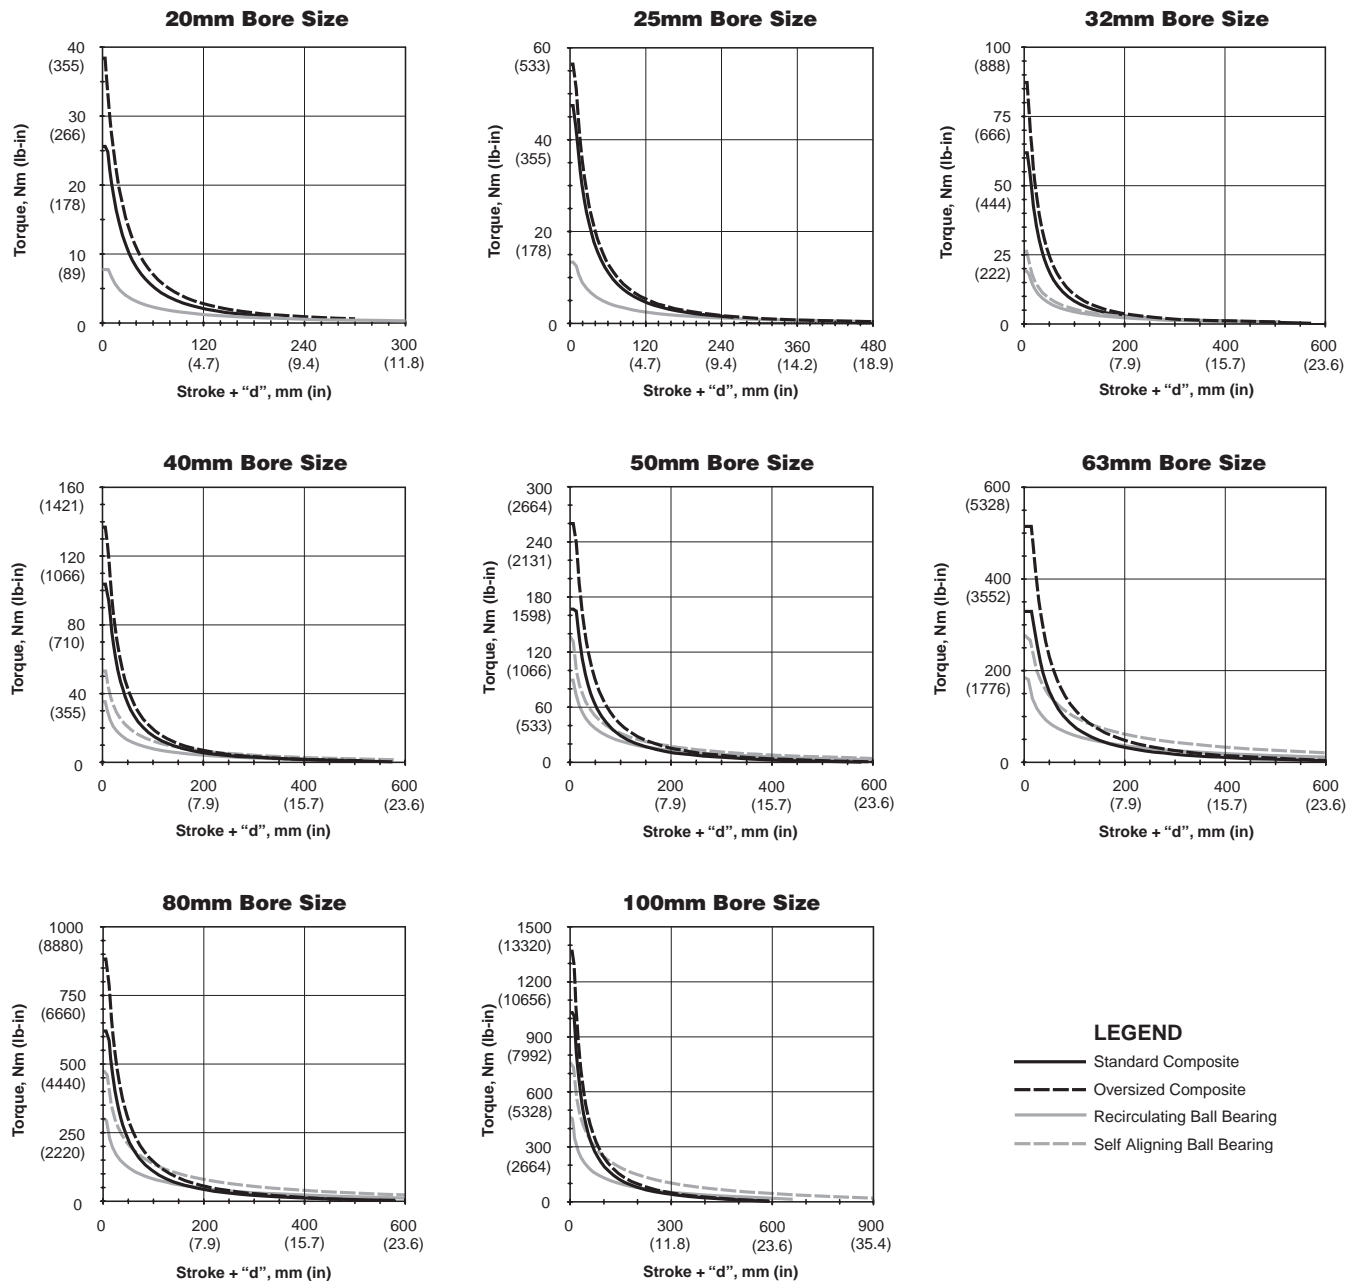 20mm Bore Size
40
(355)
30
(266)
20
(178)
10
(89)
0
Torque, Nm (lb-in)
0 120 240 300
(4.7) (9.4) (11.8)
Stroke + “d”, mm (in)
25mm Bore Size
60
(533)
40
(355)
20
(178)
0
Torque, Nm (lb-in)
0 120 240 360 480
(4.7) (9.4) (14.2) (18.9)
Stroke + “d”, mm (in)
32mm Bore Size
100
(888)
75
(666)
50
(444)
25
(222)
0
Torque, Nm (lb-in)
0 200 400 600
(7.9) (15.7) (23.6)
Stroke + “d”, mm (in)
40mm Bore Size
160
(1421)
120
(1066)
80
(710)
40
(355)
0
Torque, Nm (lb-in)
0 200 400 600
(7.9) (15.7) (23.6)
Stroke + “d”, mm (in)
50mm Bore Size
300
(2664)
240
(2131)
180
1598)
120
(1066)
60
(533)
0
Torque, Nm (lb-in)
0 200 400 600
(7.9) (15.7) (23.6)
Stroke + “d”, mm (in)
63mm Bore Size
600
(5328)
400
(3552)
200
(1776)
0
Torque, Nm (lb-in)
0 200 400 600
(7.9) (15.7) (23.6)
Stroke + “d”, mm (in)
80mm Bore Size
1000
(8880)
750
(6660)
500
(4440)
250
(2220)
0
Torque, Nm (lb-in)
0 200 400 600
(7.9) (15.7) (23.6)
Stroke + “d”, mm (in)
100mm Bore Size
1500
(13320)
1200
(10656)
900
(7992)
600
(5328)
300
(2664)
0
Torque, Nm (lb-in)
0 300 600 900
(11.8) (23.6) (35.4)
Stroke + “d”, mm (in)
LEGEND
Standard Composite
Oversized Composite
Recirculating Ball Bearing
Self Aligning Ball Bearing